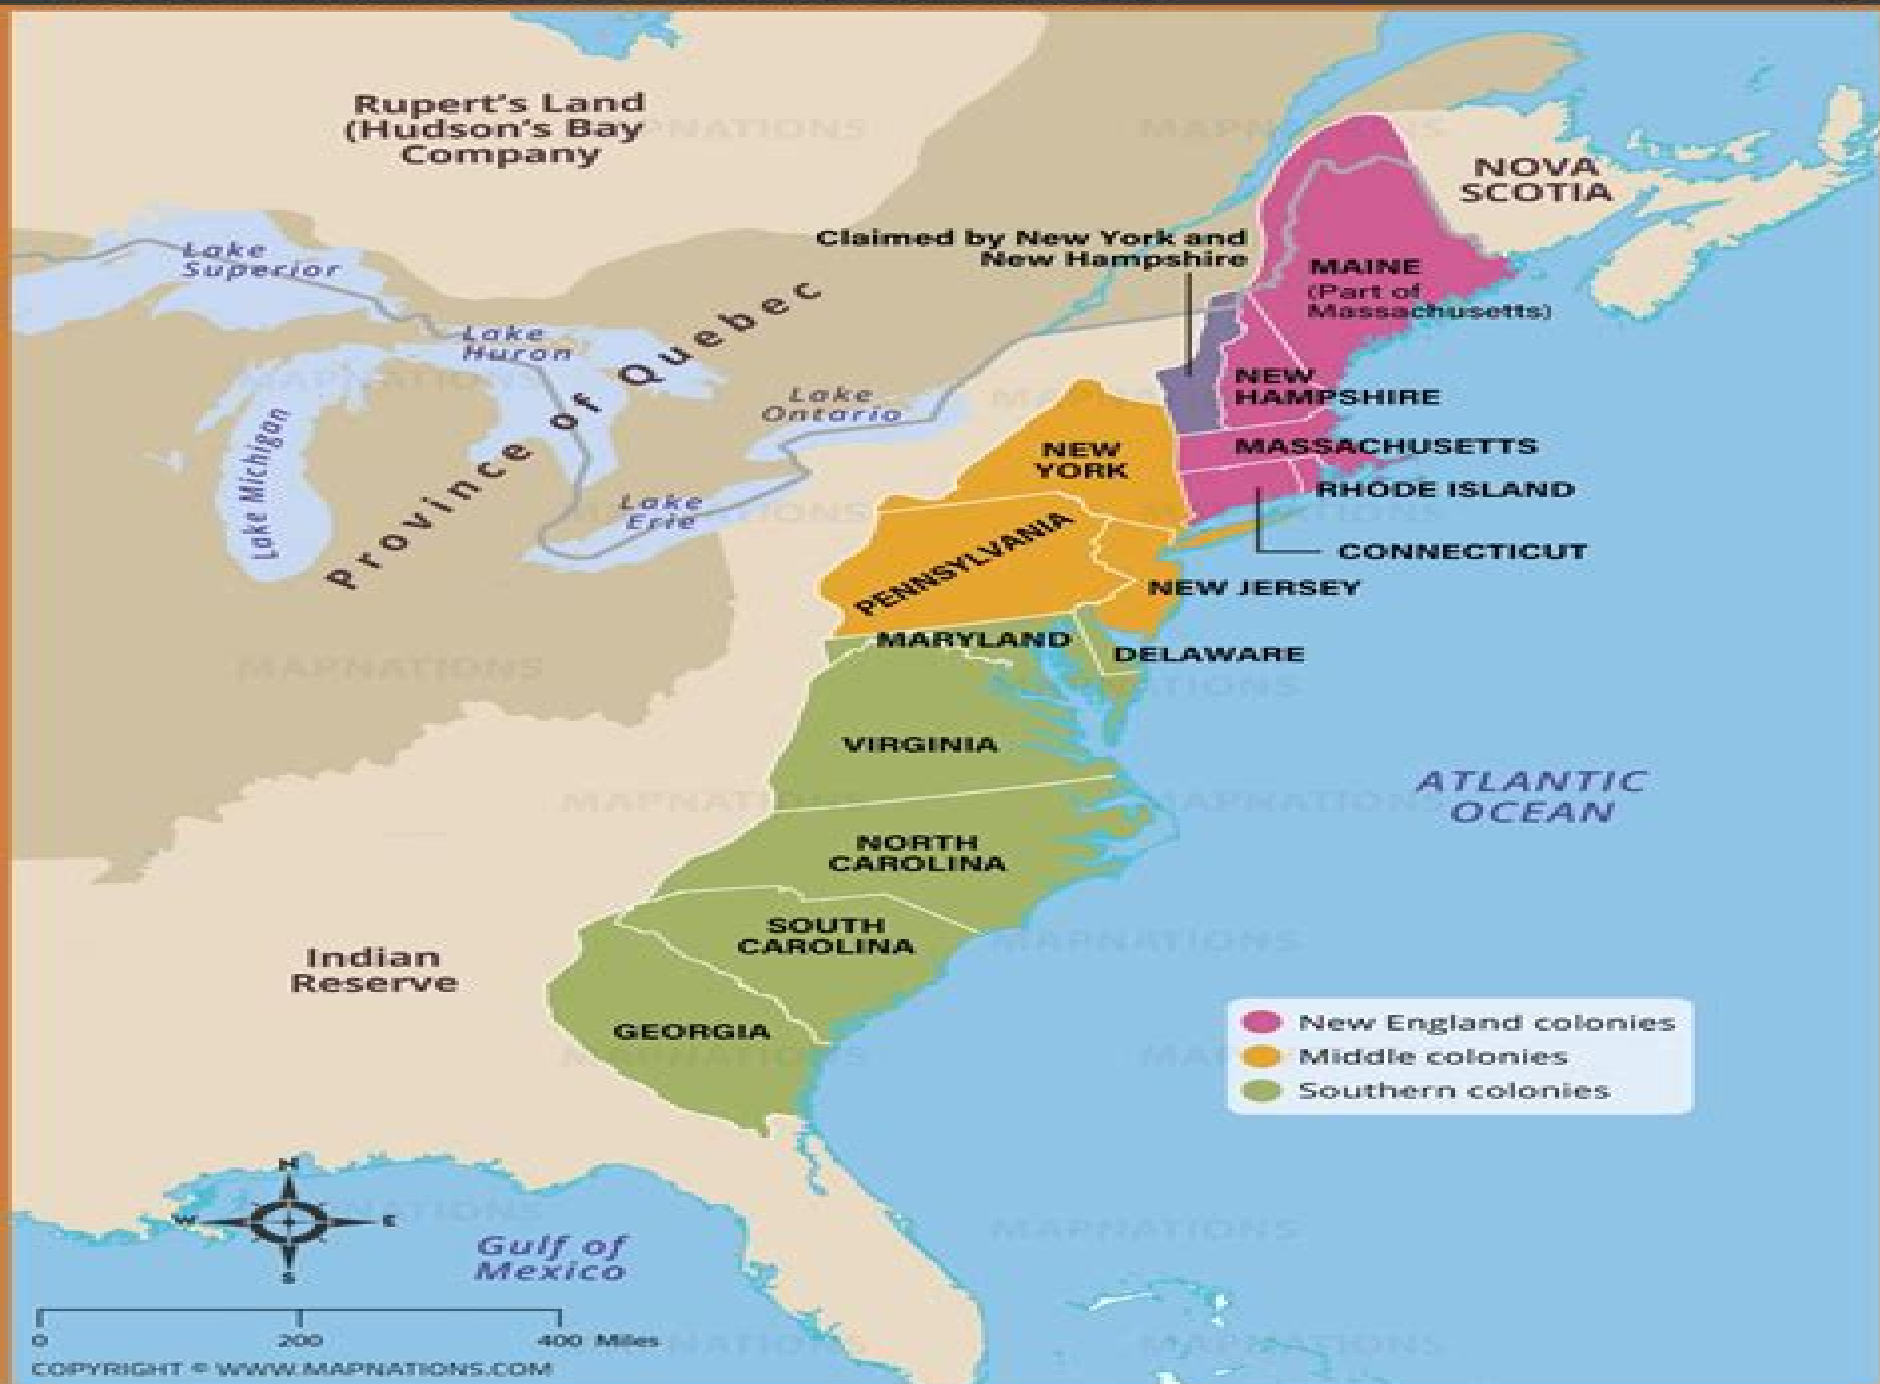 Rupert's Land
(Hudson's Bay
Company
NOVA
SCOTIA
Claimed by New York and
New Hampshire
Lake
Superior
MAINE
(Part of
Massachusetts)
Lake
Huron
Province of Quebec
Lake Michigan
Lake
Ontario
NEW
HAMPSHIRE
MASSACHUSETTS
NEW
YORK
RHODE ISLAND
Lake
Erie
CONNECTICUT
PENNSYLVANIA
NEW JERSEY
MARYLAND
DELAWARE
VIRGINIA
ATLANTIC
OCEAN
NORTH
CAROLINA
SOUTH
CAROLINA
Indian
Reserve
GEORGIA
New England colonies
Middle colonies
Southern colonies
N
W
E
S
Gulf of
Mexico
0
200
400 Miles
COPYRIGHT © WWW.MAPNATIONS.COM
MAPNATIONS